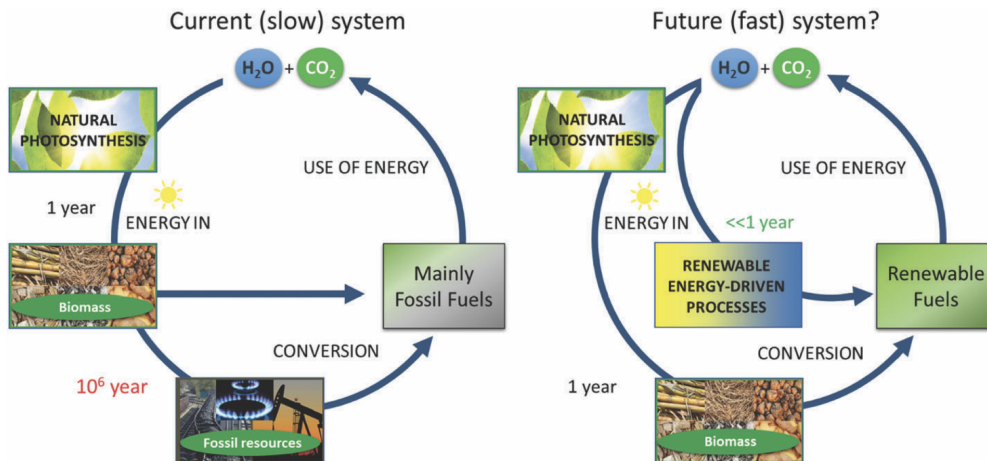 Current (slow) system
H₂O + CO₂
NATURAL
PHOTOSYNTHESIS
USE OF ENERGY
1 year
ENERGY IN
Biomass
Mainly
Fossil Fuels
CONVERSION
10⁶ year
Fossil resources
Future (fast) system?
H₂O + CO₂
NATURAL
PHOTOSYNTHESIS
USE OF ENERGY
ENERGY IN
<<1 year
RENEWABLE
ENERGY-DRIVEN
PROCESSES
Renewable
Fuels
CONVERSION
1 year
Biomass